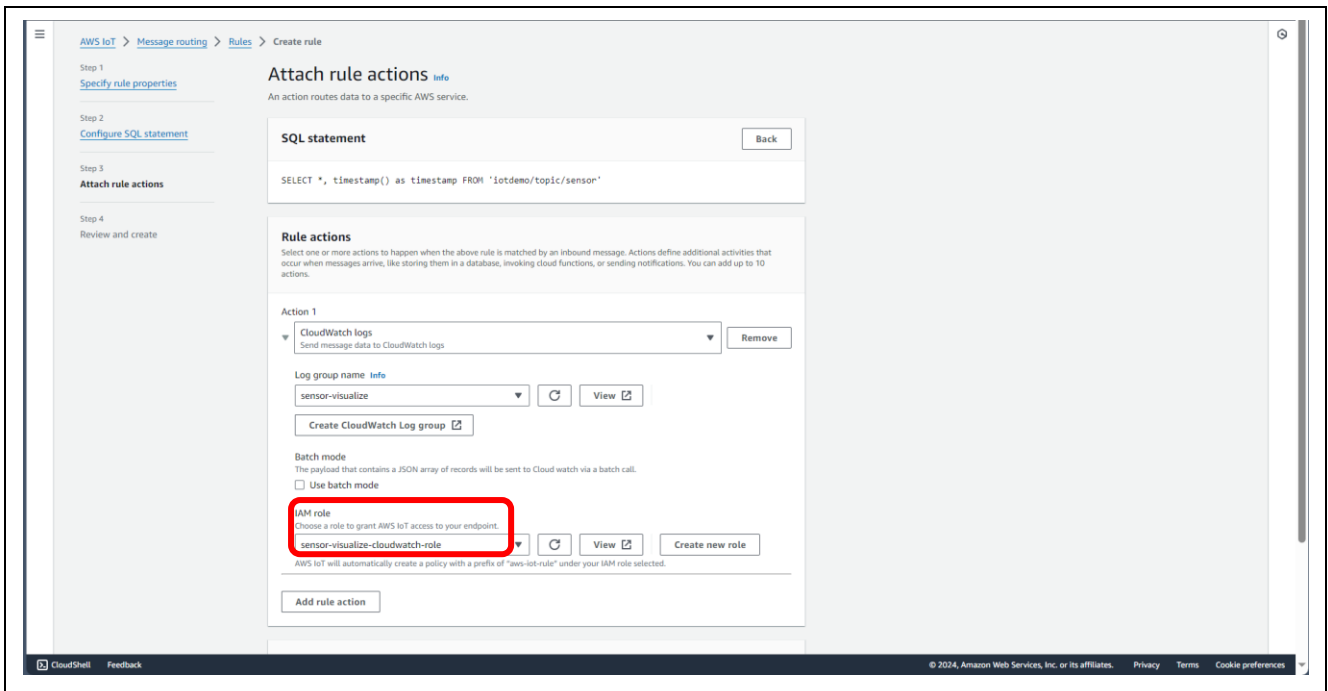 AWS IoT > Message routing > Rules > Create rule
Step 1
Specify rule properties
Step 2
Configure SQL statement
Step 3
Attach rule actions
Step 4
Review and create
Attach rule actions Info
An action routes data to a specific AWS service.
SQL statement
Back
SELECT *, timestamp() as timestamp FROM 'iotdemo/topic/sensor'
Rule actions
Select one or more actions to happen when the above rule is matched by an inbound message. Actions define additional activities that
occur when messages arrive, like storing them in a database, invoking cloud functions, or sending notifications. You can add up to 10
actions.
Action 1
CloudWatch logs
Send message data to CloudWatch logs
Remove
Log group name Info
sensor-visualize
View
Create CloudWatch Log group
Batch mode
The payload that contains a JSON array of records will be sent to Cloud watch via a batch call.
Use batch mode
IAM role
Choose a role to grant AWS IoT access to your endpoint.
sensor-visualize-cloudwatch-role
View
Create new role
AWS IoT will automatically create a policy with a prefix of "aws-iot-rule" under your IAM role selected.
Add rule action
CloudShell Feedback © 2024, Amazon Web Services, Inc. or its affiliates. Privacy Terms Cookie preferences